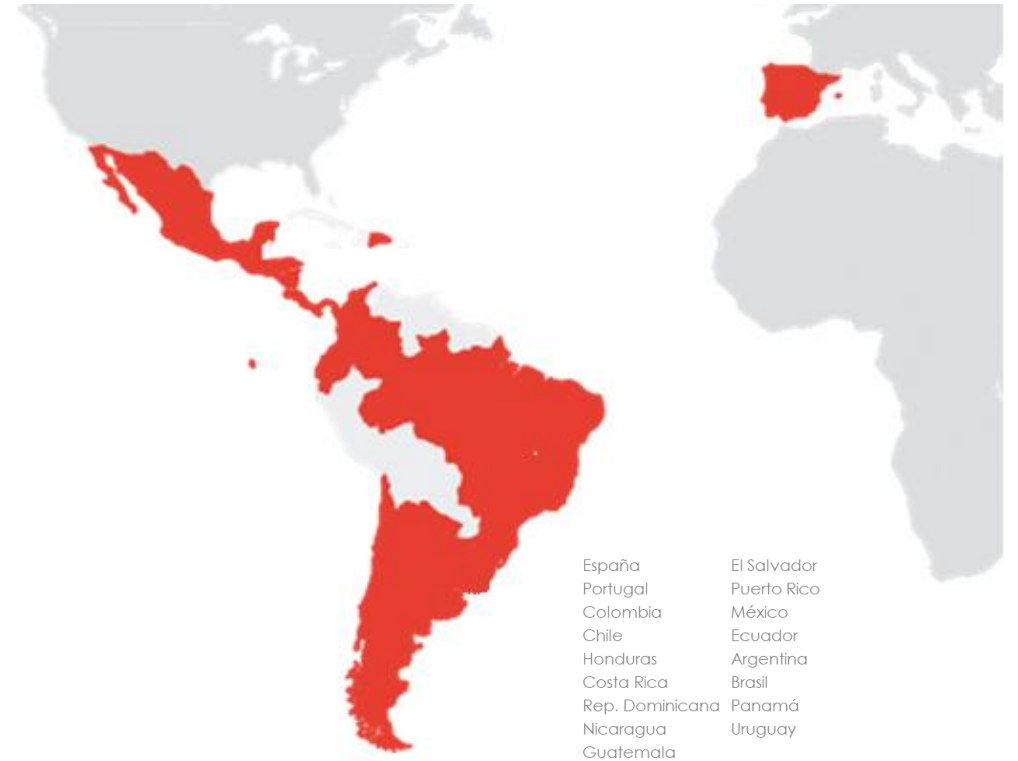 España
Portugal
Colombia
Chile
Honduras
Costa Rica
Rep. Dominicana
Nicaragua
Guatemala
El Salvador
Puerto Rico
México
Ecuador
Argentina
Brasil
Panamá
Uruguay